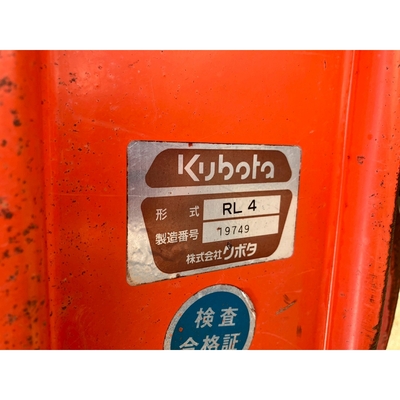 Kubota
形式 RL 4
製造番号 19749
株式会社クボタ
検査
合格証